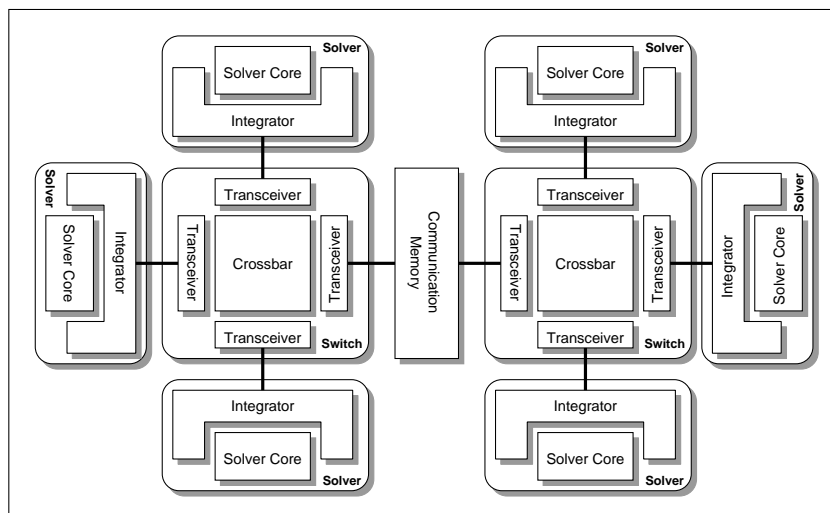 Solver
Solver Core
Integrator
Solver
Solver Core
Integrator
Solver
Solver Core
Integrator
Transceiver
Transceiver
Crossbar
Transceiver
Transceiver
Switch
Communication
Memory
Transceiver
Transceiver
Crossbar
Transceiver
Transceiver
Switch
Solver
Integrator
Solver Core
Integrator
Solver Core
Solver
Integrator
Solver Core
Solver